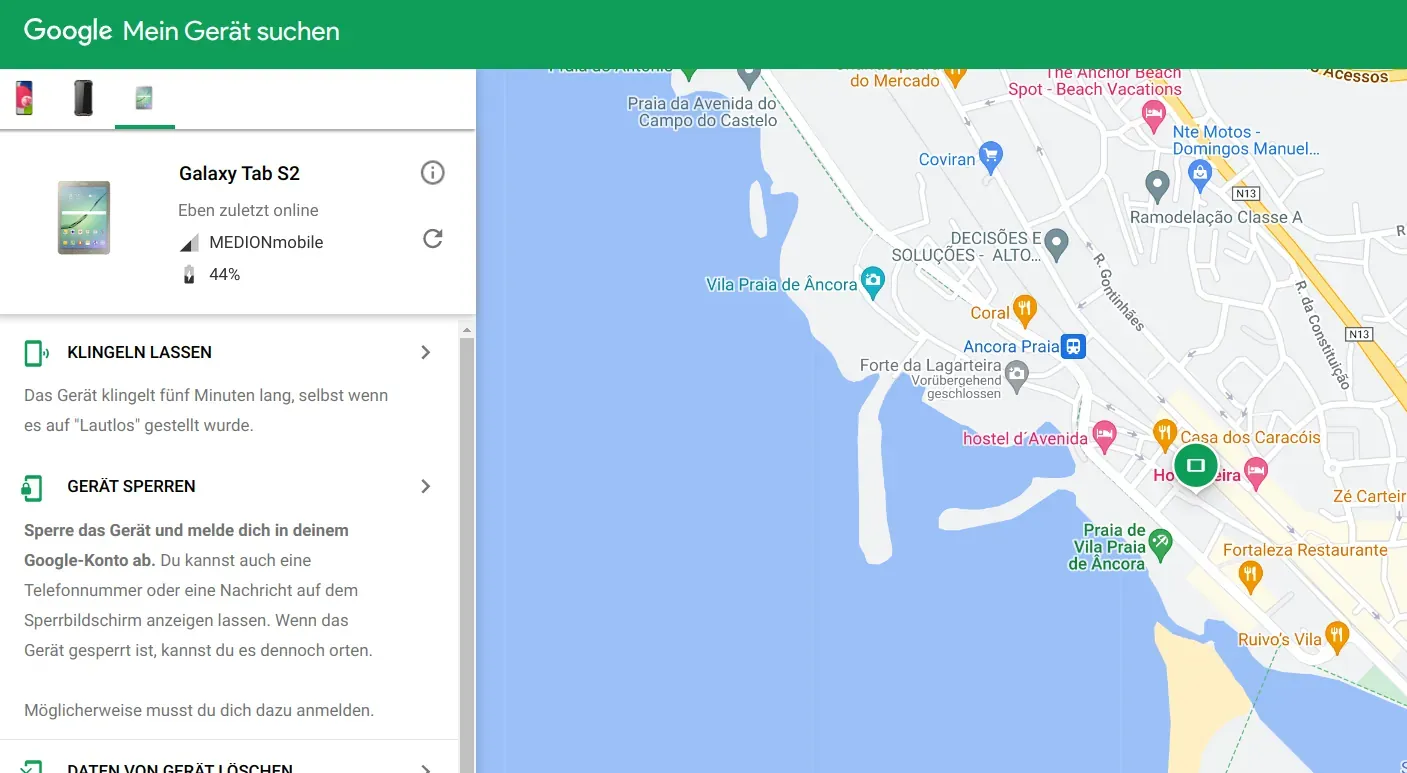 Google Mein Gerät suchen
Galaxy Tab S2
Eben zuletzt online
MEDIONmobile
44%
KLINGELN LASSEN
Das Gerät klingelt fünf Minuten lang, selbst wenn
es auf "Lautlos" gestellt wurde.
GERÄT SPERREN
Sperre das Gerät und melde dich in deinem
Google-Konto ab. Du kannst auch eine
Telefonnummer oder eine Nachricht auf dem
Sperrbildschirm anzeigen lassen. Wenn das
Gerät gesperrt ist, kannst du es dennoch orten.
Möglicherweise musst du dich dazu anmelden.
DATEN VON GERÄT LÖSCHEN
do Mercado
The Anchor Beach
Spot - Beach Vacations
Acessos
Praia da Avenida do
Campo do Castelo
Coviran
Nte Motos -
Domingos Manuel...
N13
Ramodelação Classe A
DECISÕES E
SOLUÇÕES - ALTO...
R. Gontinhães
Vila Praia de Âncora
R. da Constituição
Coral
N13
Ancora Praia
Forte da Lagarteira
Vorübergehend
geschlossen
hostel d´Avenida
Casa dos Caracóis
Ho
eira
Zé Carteir
Praia de
Vila Praia
de Âncora
Fortaleza Restaurante
Ruivo's Vila